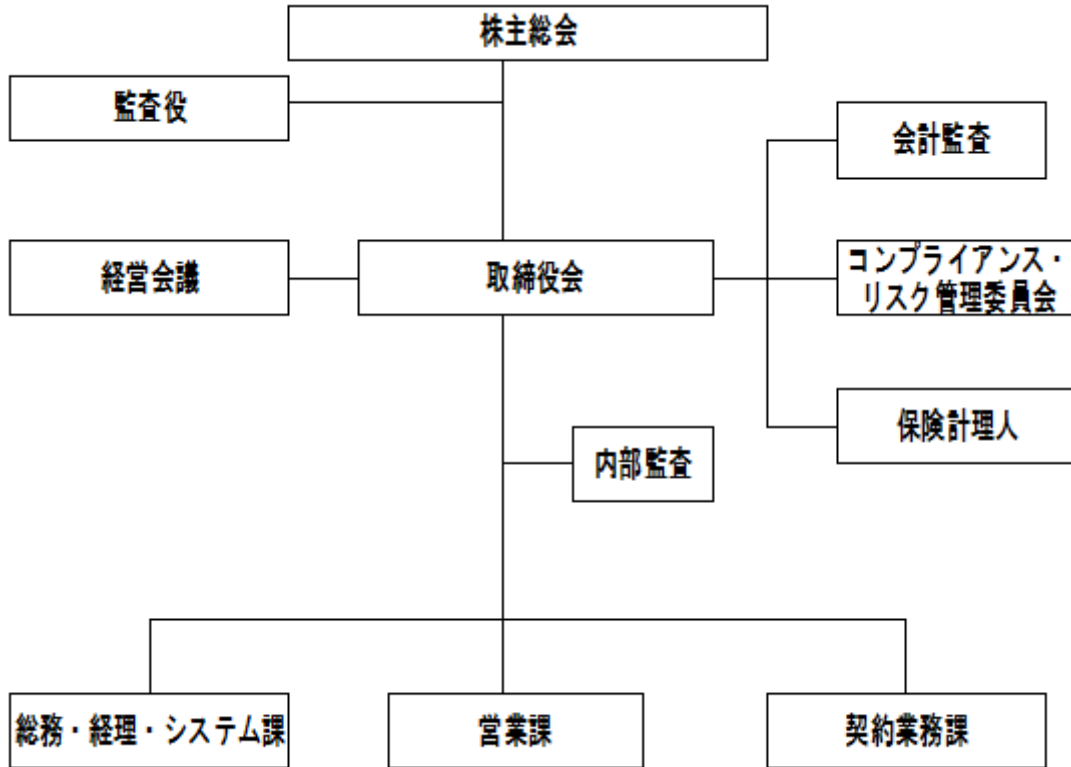 株主総会
監査役
会計監査
経営会議
取締役会
コンプライアンス・
リスク管理委員会
保険計理人
内部監査
総務・経理・システム課
営業課
契約業務課